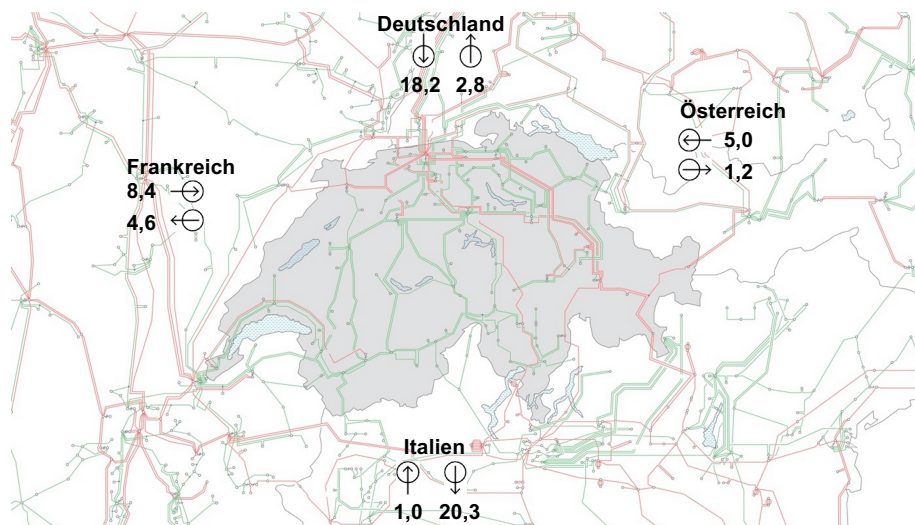 Deutschland
18,2 2,8
Österreich
5,0
1,2
Frankreich
8,4
4,6
Italien
1,0 20,3